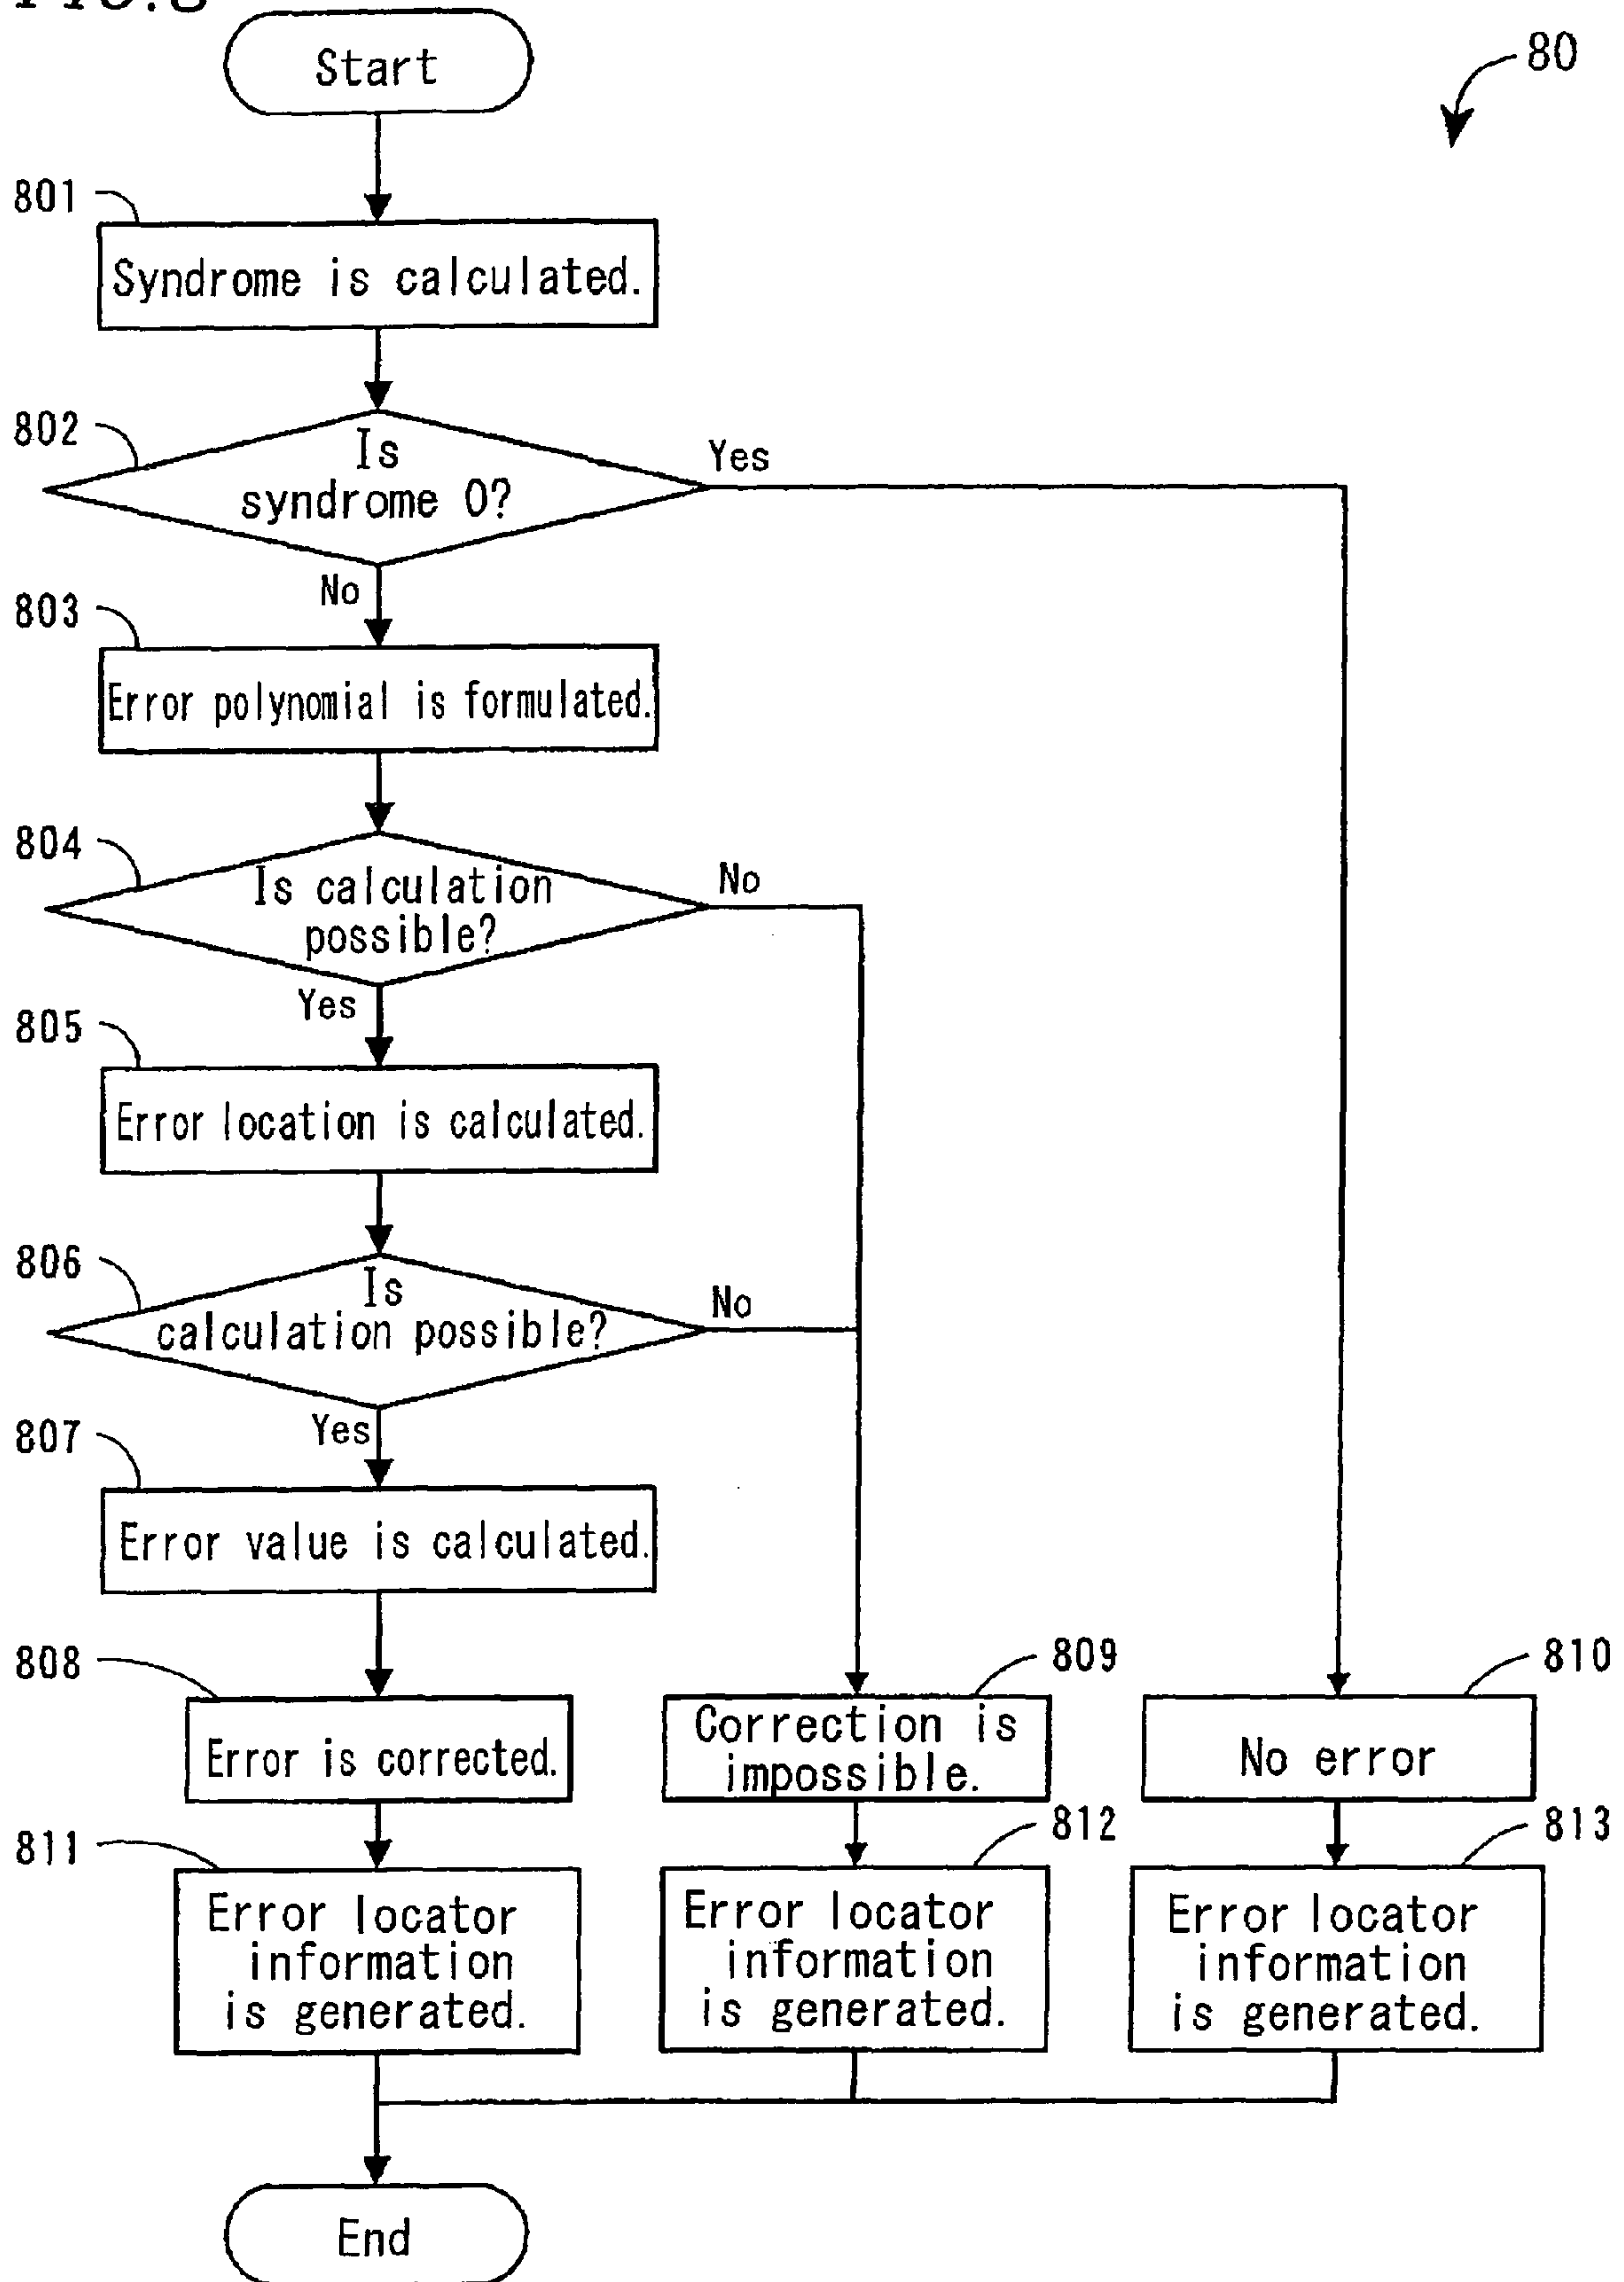 80
Start
801
Syndrome is calculated.
802
Is
syndrome 0?
Yes
No
803
Error polynomial is formulated.
804
Is calculation
possible?
No
Yes
805
Error location is calculated.
806
Is
calculation possible?
No
Yes
807
Error value is calculated.
808
Error is corrected.
809
Correction is
impossible.
810
No error
811
Error locator
information
is generated.
812
Error locator
information
is generated.
813
Error locator
information
is generated.
End